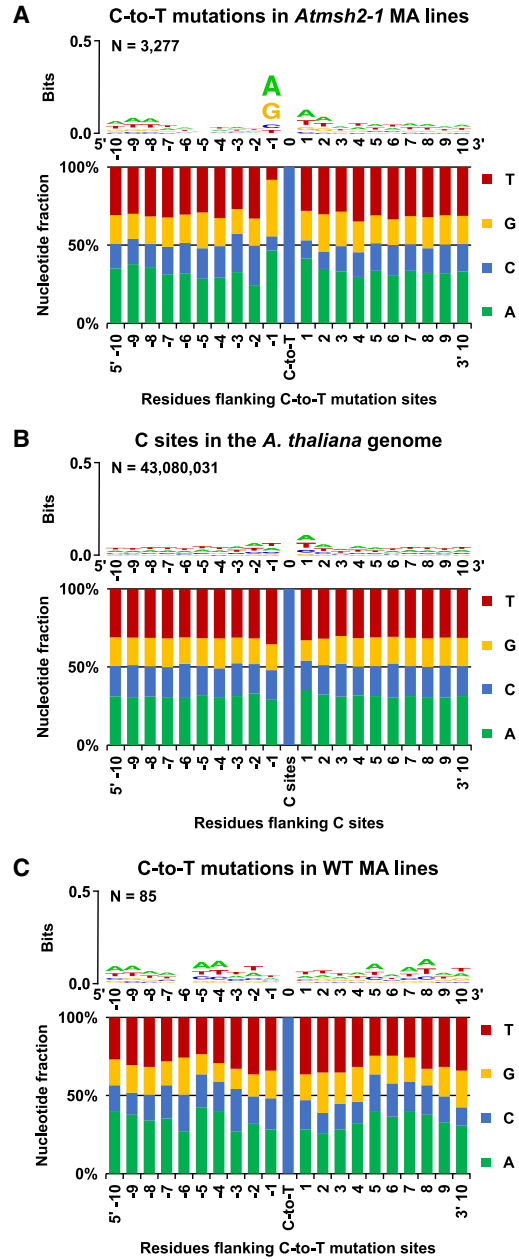 A
C-to-T mutations in Atmsh2-1 MA lines
N = 3,277
0.5
Bits
0.0
A
G
5' -10 -9 -8 -7 -6 -5 -4 -3 -2 -1 0 1 2 3 4 5 6 7 8 9 10 3'
100%
50%
0%
Nucleotide fraction
T
G
C
A
5' -10 -9 -8 -7 -6 -5 -4 -3 -2 -1 C-to-T 1 2 3 4 5 6 7 8 9 3' 10
Residues flanking C-to-T mutation sites
B
C sites in the A. thaliana genome
N = 43,080,031
0.5
Bits
0.0
5' -10 -9 -8 -7 -6 -5 -4 -3 -2 -1 0 1 2 3 4 5 6 7 8 9 10 3'
100%
50%
0%
Nucleotide fraction
T
G
C
A
5' -10 -9 -8 -7 -6 -5 -4 -3 -2 -1 C sites 1 2 3 4 5 6 7 8 9 3' 10
Residues flanking C sites
C
C-to-T mutations in WT MA lines
N = 85
0.5
Bits
0.0
5' -10 -9 -8 -7 -6 -5 -4 -3 -2 -1 0 1 2 3 4 5 6 7 8 9 10 3'
100%
50%
0%
Nucleotide fraction
T
G
C
A
5' -10 -9 -8 -7 -6 -5 -4 -3 -2 -1 C-to-T 1 2 3 4 5 6 7 8 9 3' 10
Residues flanking C-to-T mutation sites